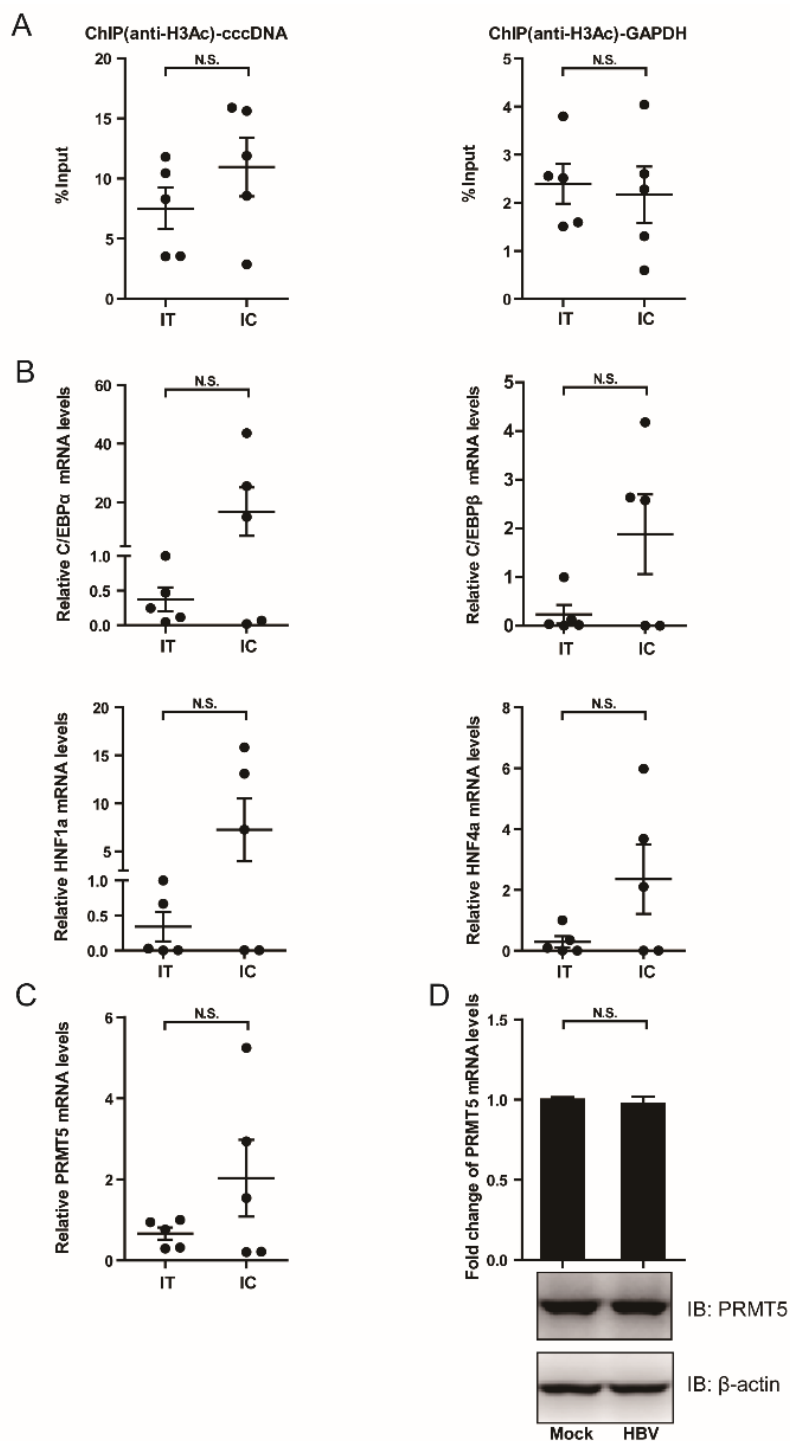 A
ChIP(anti-H3Ac)-cccDNA
N.S.
%Input
20
15
10
5
0
IT IC
ChIP(anti-H3Ac)-GAPDH
N.S.
%Input
5
4
3
2
1
0
IT IC
B
N.S.
Relative C/EBPα mRNA levels
60
40
20
1.0
0.5
0.0
IT IC
N.S.
Relative C/EBPβ mRNA levels
5
4
3
2
1
0
IT IC
N.S.
Relative HNF1a mRNA levels
20
15
10
5
1.0
0.5
0.0
IT IC
N.S.
Relative HNF4a mRNA levels
8
6
4
2
0
IT IC
C
N.S.
Relative PRMT5 mRNA levels
6
4
2
0
IT IC
D
N.S.
Fold change of PRMT5 mRNA levels
1.5
1.0
0.5
0.0
IB: PRMT5
IB: β-actin
Mock HBV